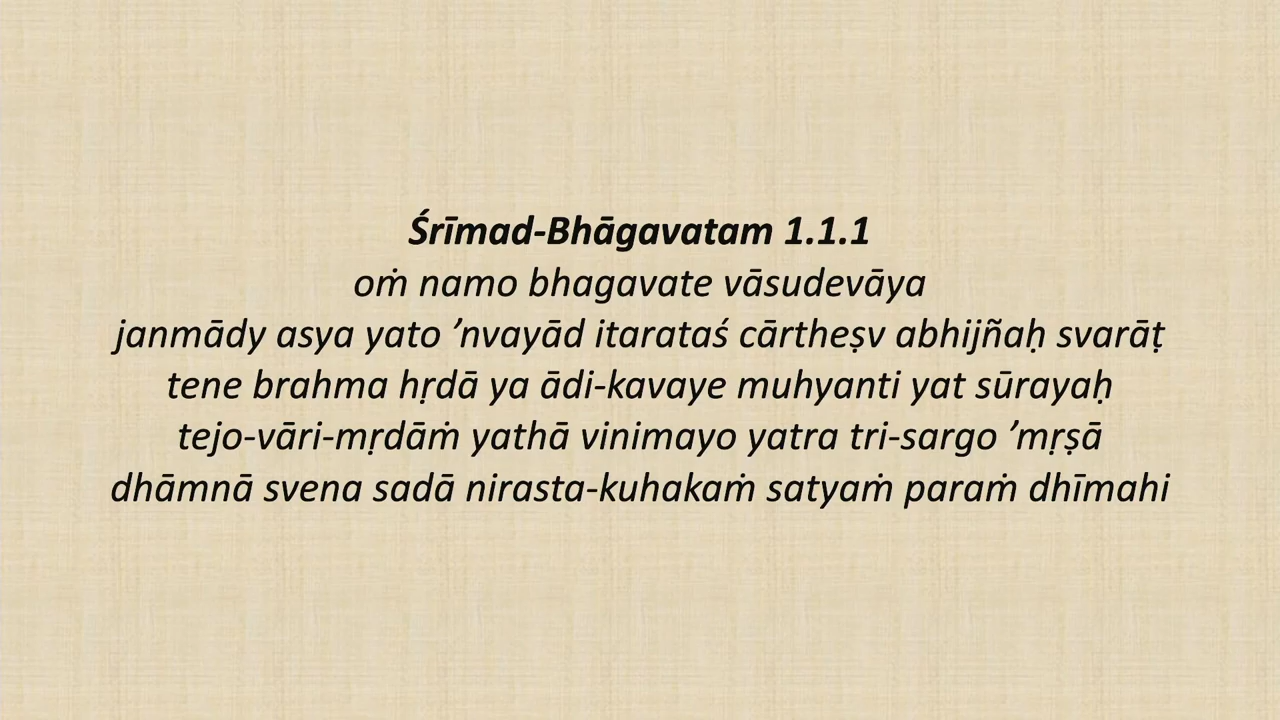 Śrīmad-Bhāgavatam 1.1.1
oṁ namo bhagavate vāsudevāya
janmādy asya yato ’nvayād itarataś cārtheṣv abhijñaḥ svarāṭ
tene brahma hṛdā ya ādi-kavaye muhyanti yat sūrayaḥ
tejo-vāri-mṛdāṁ yathā vinimayo yatra tri-sargo ’mṛṣā
dhāmnā svena sadā nirasta-kuhakaṁ satyaṁ paraṁ dhīmahi